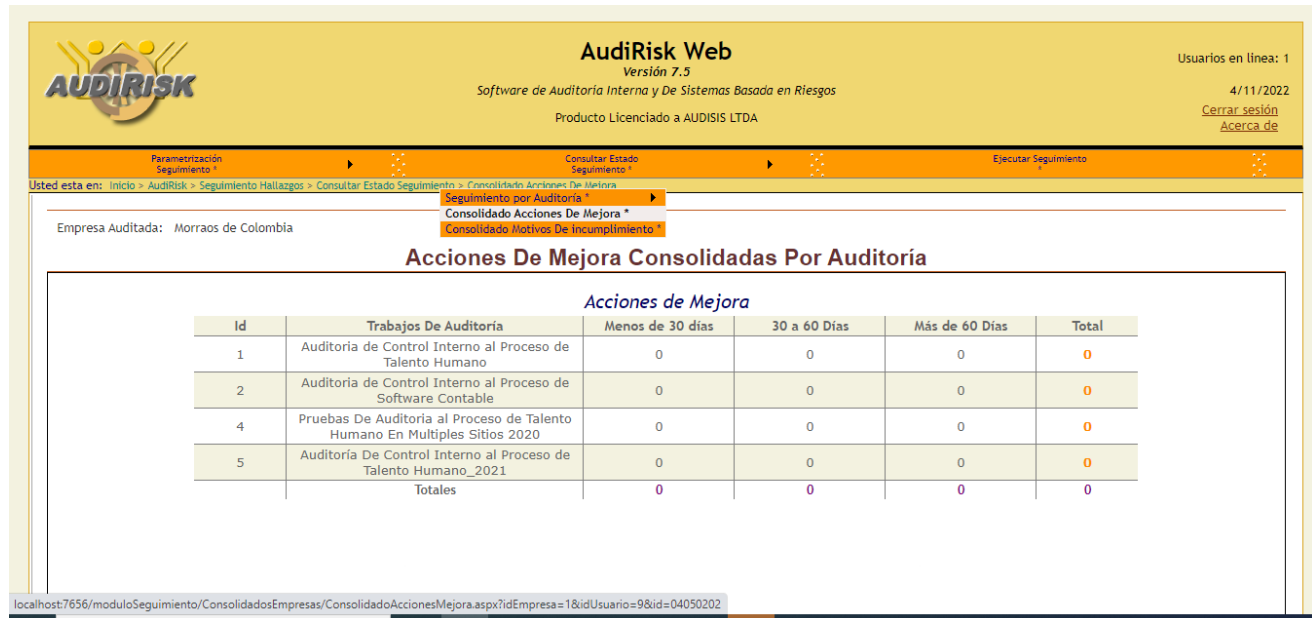 AUDIRISK
AudiRisk Web
Versión 7.5
Software de Auditoría Interna y De Sistemas Basada en Riesgos
Producto Licenciado a AUDISIS LTDA
Usuarios en línea: 1
4/11/2022
Cerrar sesión
Acerca de
Parametrización
Seguimiento *
Consultar Estado
Seguimiento *
Ejecutar Seguimiento
*
Usted esta en: Inicio > AudiRisk > Seguimiento Hallazgos > Consultar Estado Seguimiento > Consolidado Acciones De Mejora
Seguimiento por Auditoría *
Consolidado Acciones De Mejora *
Consolidado Motivos De incumplimiento *
Empresa Auditada: Morraos de Colombia
Acciones De Mejora Consolidadas Por Auditoría
Acciones de Mejora
Id Trabajos De Auditoría Menos de 30 días 30 a 60 Días Más de 60 Días Total
1 Auditoria de Control Interno al Proceso de Talento Humano 0 0 0 0
2 Auditoria de Control Interno al Proceso de Software Contable 0 0 0 0
4 Pruebas De Auditoria al Proceso de Talento Humano En Multiples Sitios 2020 0 0 0 0
5 Auditoría De Control Interno al Proceso de Talento Humano_2021 0 0 0 0
Totales 0 0 0 0
localhost:7656/moduloSeguimiento/ConsolidadosEmpresas/ConsolidadoAccionesMejora.aspx?idEmpresa=1&idUsuario=9&id=04050202